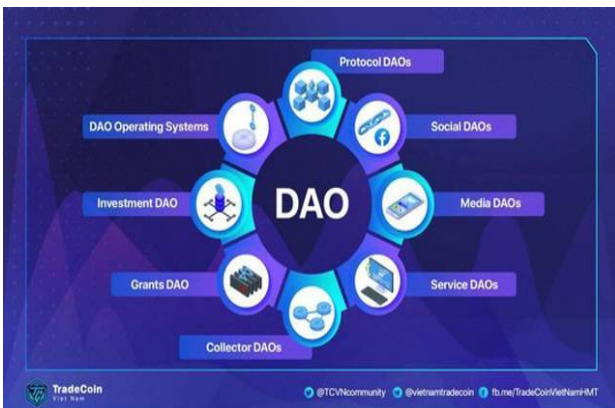 Protocol DAOs
DAO Operating Systems
Social DAOs
Investment DAO
DAO
Media DAOs
Grants DAO
Service DAOs
Collector DAOs
TradeCoin
Viet Nam
@TCVNcommunity
@vietnamtradecoin
fb.me/TradeCoinVietNamHMT